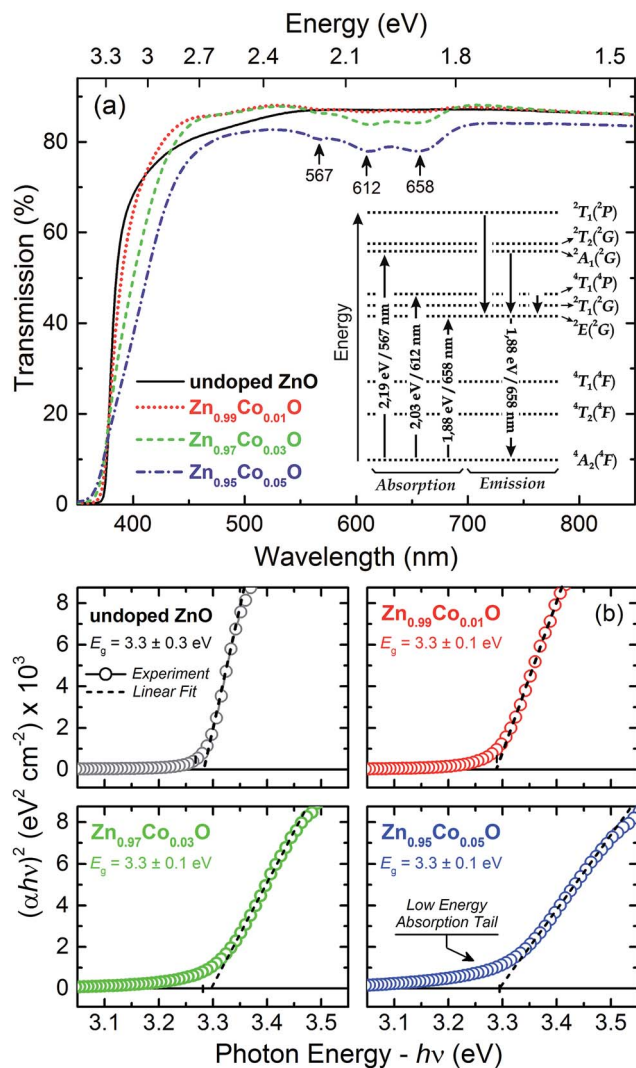 Energy (eV)
3.3 3 2.7 2.4 2.1 1.8 1.5
(a)
Transmission (%)
80
60
40
20
0
567
612
658
undoped ZnO
Zn0.99Co0.01O
Zn0.97Co0.03O
Zn0.95Co0.05O
Energy
²T₁(²P)
²T₂(²G)
²A₁(²G)
⁴T₁(⁴P)
²T₁(²G)
²E(²G)
⁴T₁(⁴F)
⁴T₂(⁴F)
⁴A₂(⁴F)
2,19 eV / 567 nm
2,03 eV / 612 nm
1,88 eV / 658 nm
1,88 eV / 658 nm
Absorption Emission
400 500 600 700 800
Wavelength (nm)
(b)
(αhν)² (eV² cm⁻²) x 10³
8
6
4
2
0
undoped ZnO
Eg = 3.3 ± 0.3 eV
Experiment
Linear Fit
Zn0.99Co0.01O
Eg = 3.3 ± 0.1 eV
8
6
4
2
0
Zn0.97Co0.03O
Eg = 3.3 ± 0.1 eV
Zn0.95Co0.05O
Eg = 3.3 ± 0.1 eV
Low Energy
Absorption Tail
3.1 3.2 3.3 3.4 3.5 3.1 3.2 3.3 3.4 3.5
Photon Energy - hν (eV)